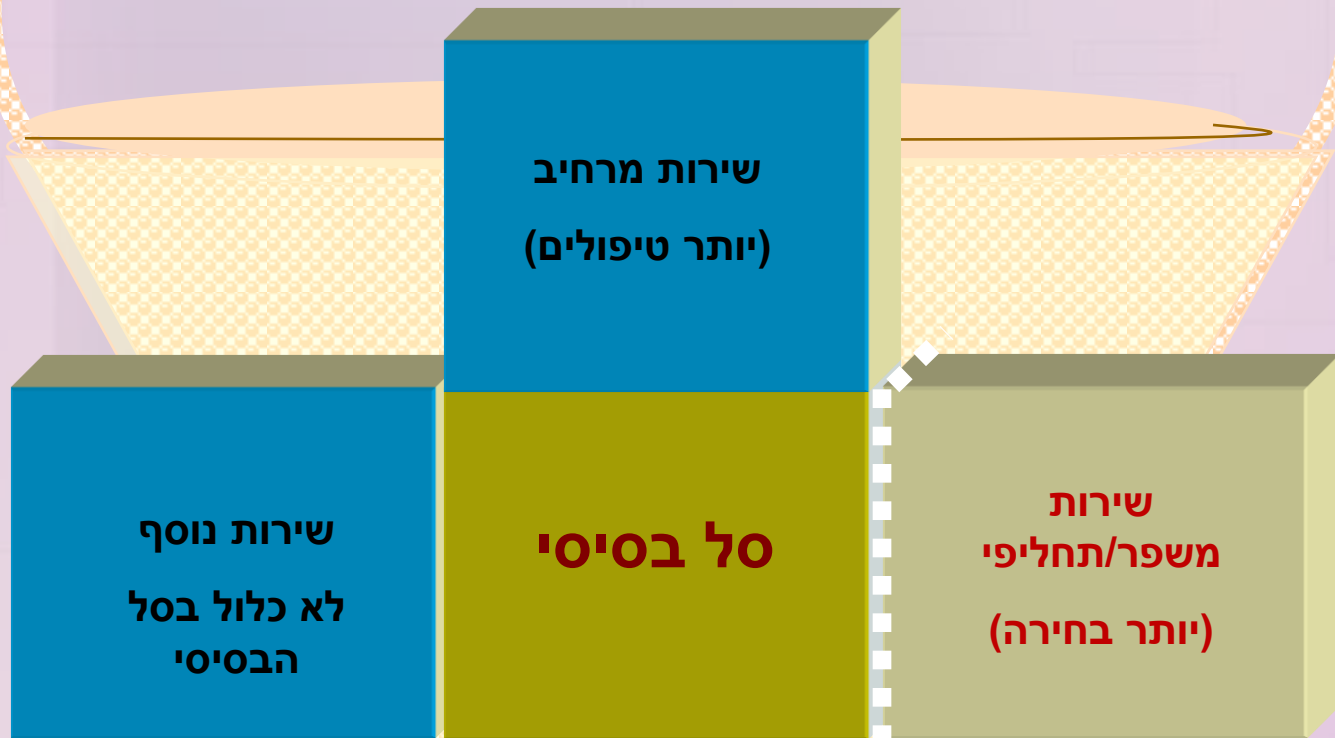 שירות מרחיב
(יותר טיפולים)
שירות
משפר/תחליפי
(יותר בחירה)
סל בסיסי
שירות נוסף
לא כלול בסל
הבסיסי